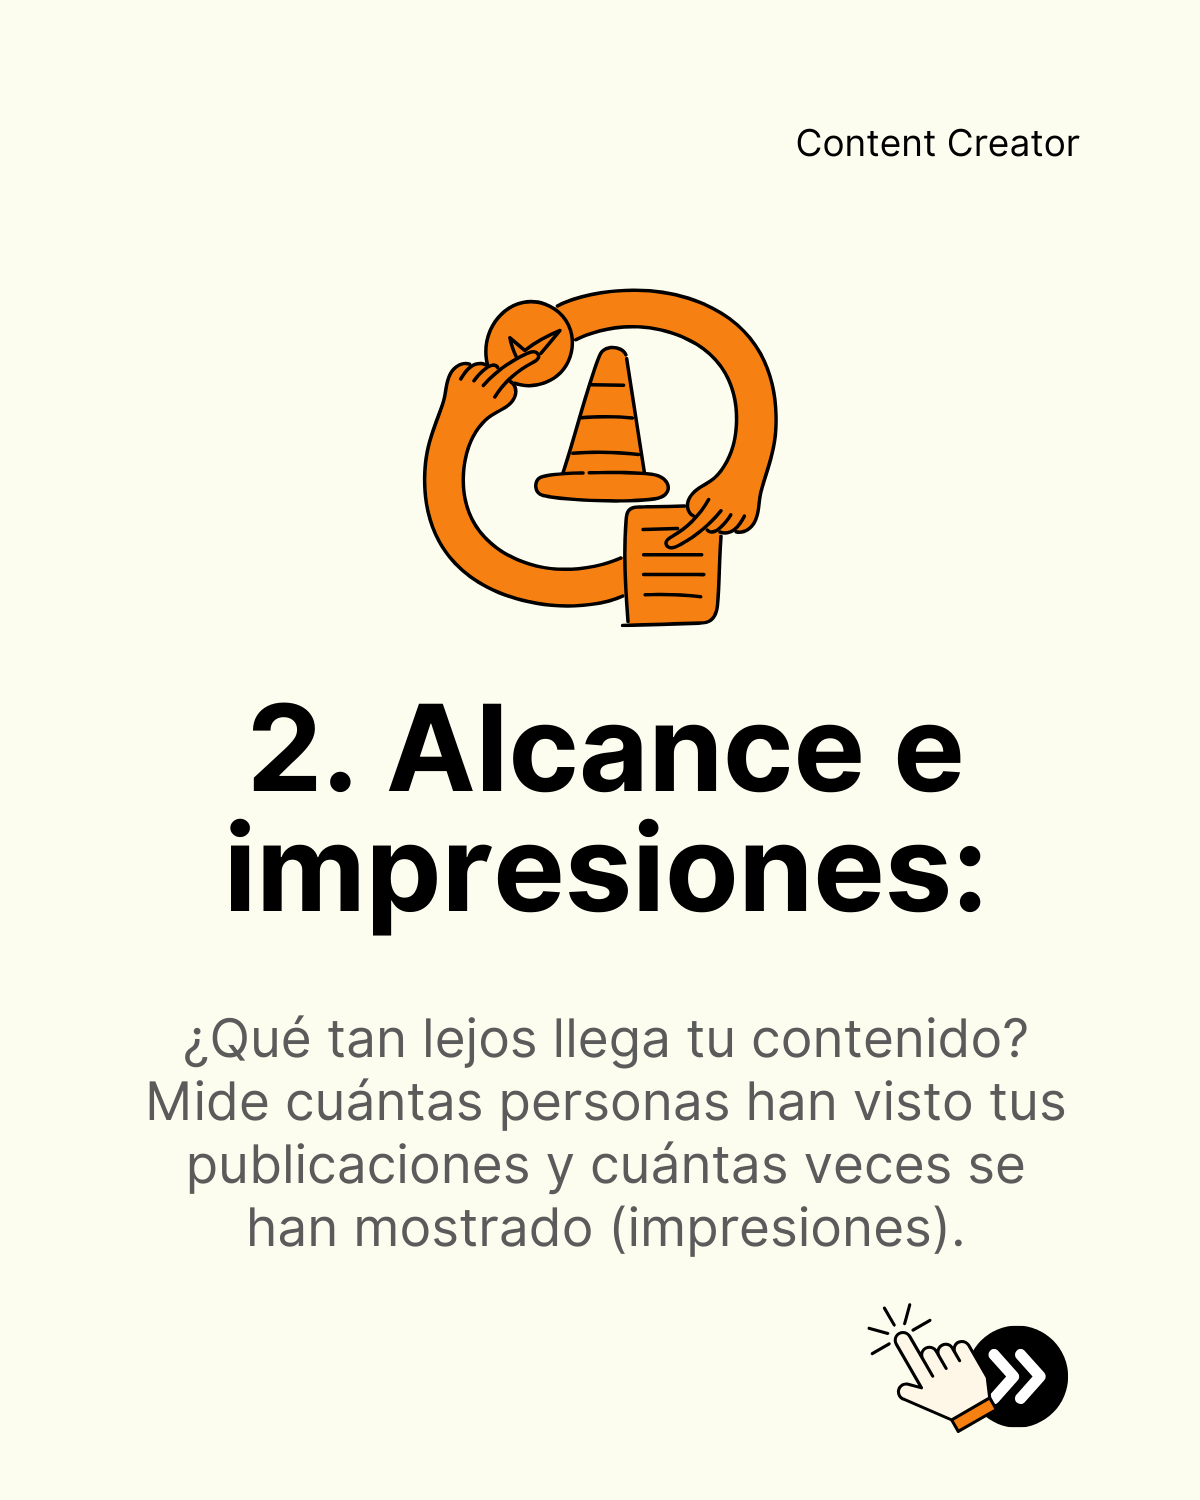 Content Creator
2. Alcance e
impresiones:
¿Qué tan lejos llega tu contenido?
Mide cuántas personas han visto tus
publicaciones y cuántas veces se
han mostrado (impresiones).